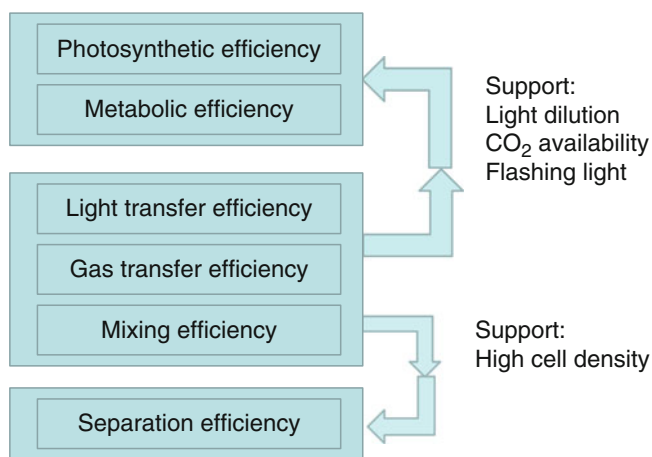 Photosynthetic efficiency
Metabolic efficiency
Support:
Light dilution
CO₂ availability
Flashing light
Light transfer efficiency
Gas transfer efficiency
Mixing efficiency
Support:
High cell density
Separation efficiency